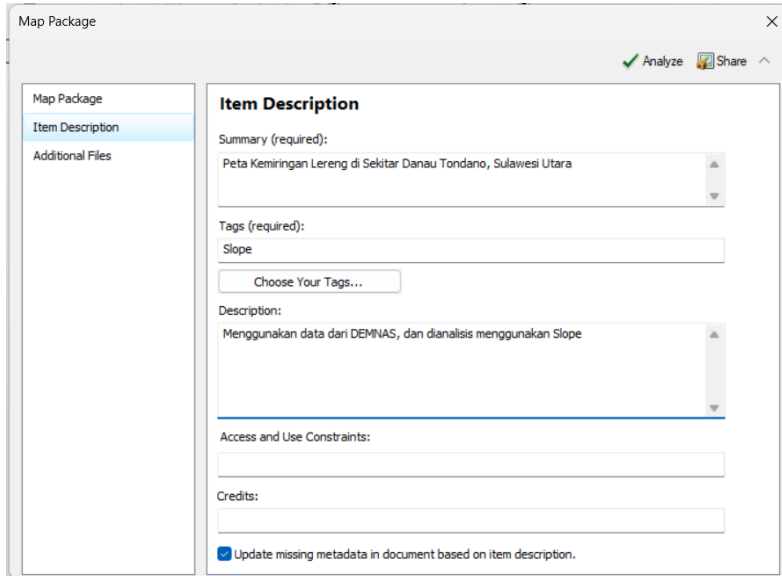 Map Package
Analyze Share
Map Package
Item Description
Additional Files
Item Description
Summary (required):
Peta Kemiringan Lereng di Sekitar Danau Tondano, Sulawesi Utara
Tags (required):
Slope
Choose Your Tags...
Description:
Menggunakan data dari DEMNAS, dan dianalisis menggunakan Slope
Access and Use Constraints:
Credits:
Update missing metadata in document based on item description.